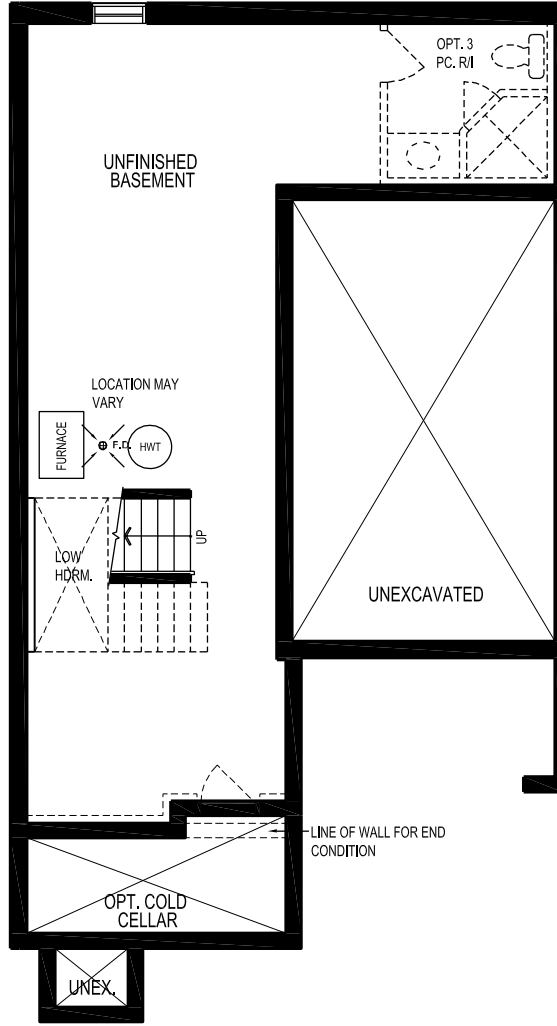 OPT. 3
PC. R/I
UNFINISHED
BASEMENT
LOCATION MAY
VARY
FURNACE
F.D.
HWT
UP
LOW
HDRM.
UNEXCAVATED
LINE OF WALL FOR END
CONDITION
OPT. COLD
CELLAR
UNEX.